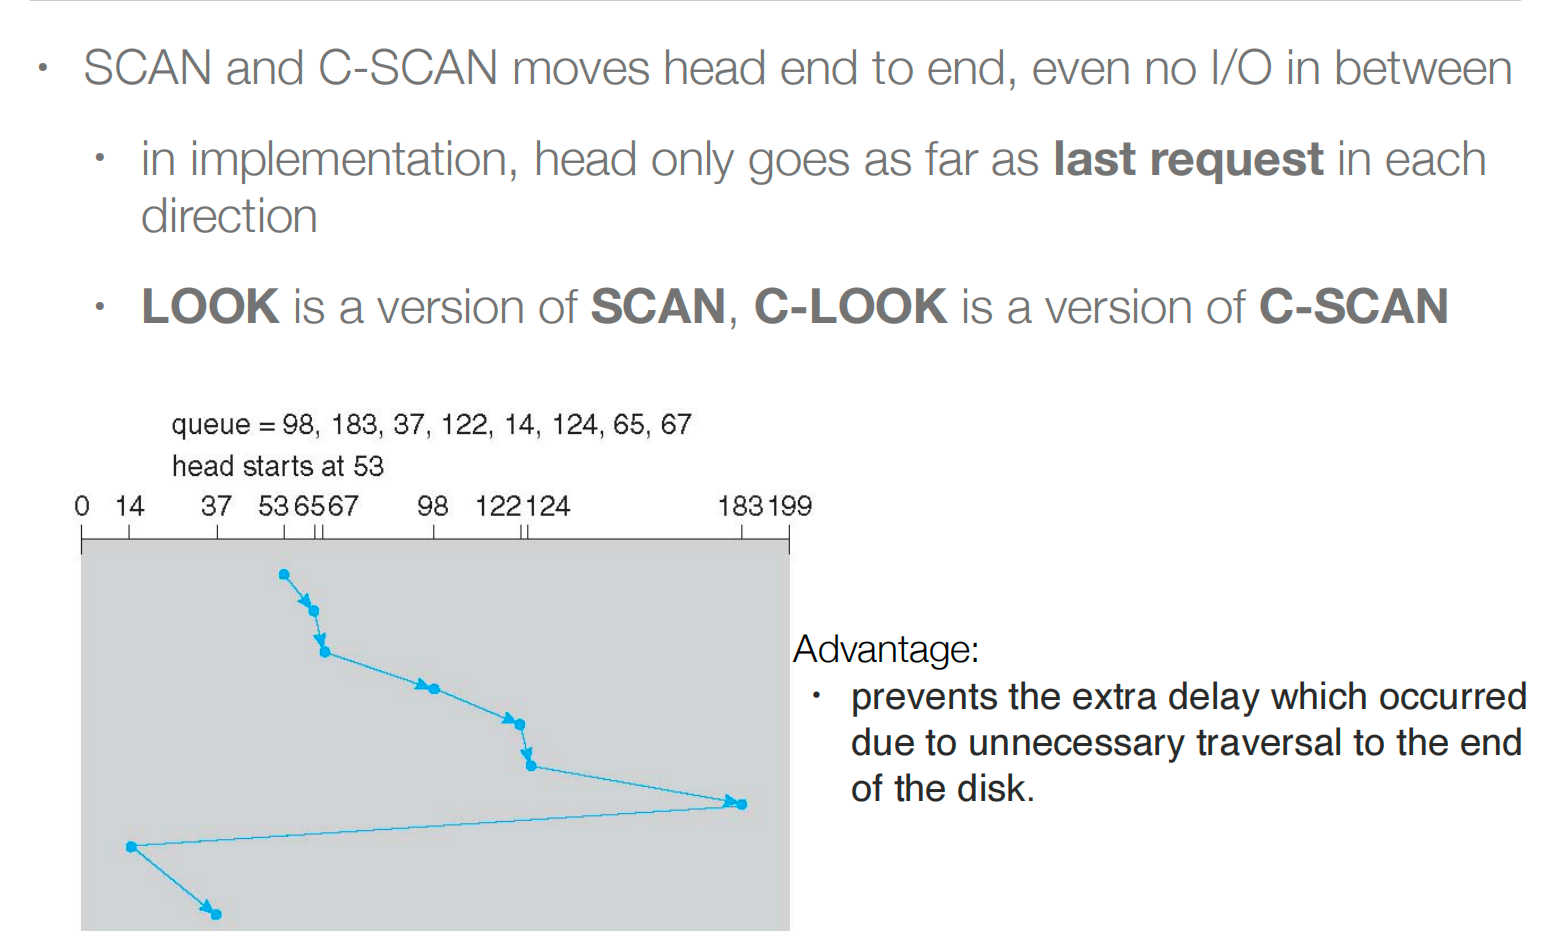 • SCAN and C-SCAN moves head end to end, even no I/O in between
• in implementation, head only goes as far as last request in each
direction
• LOOK is a version of SCAN, C-LOOK is a version of C-SCAN
queue = 98, 183, 37, 122, 14, 124, 65, 67
head starts at 53
0 14 37 53 65 67 98 122 124 183 199
Advantage:
• prevents the extra delay which occurred
due to unnecessary traversal to the end
of the disk.